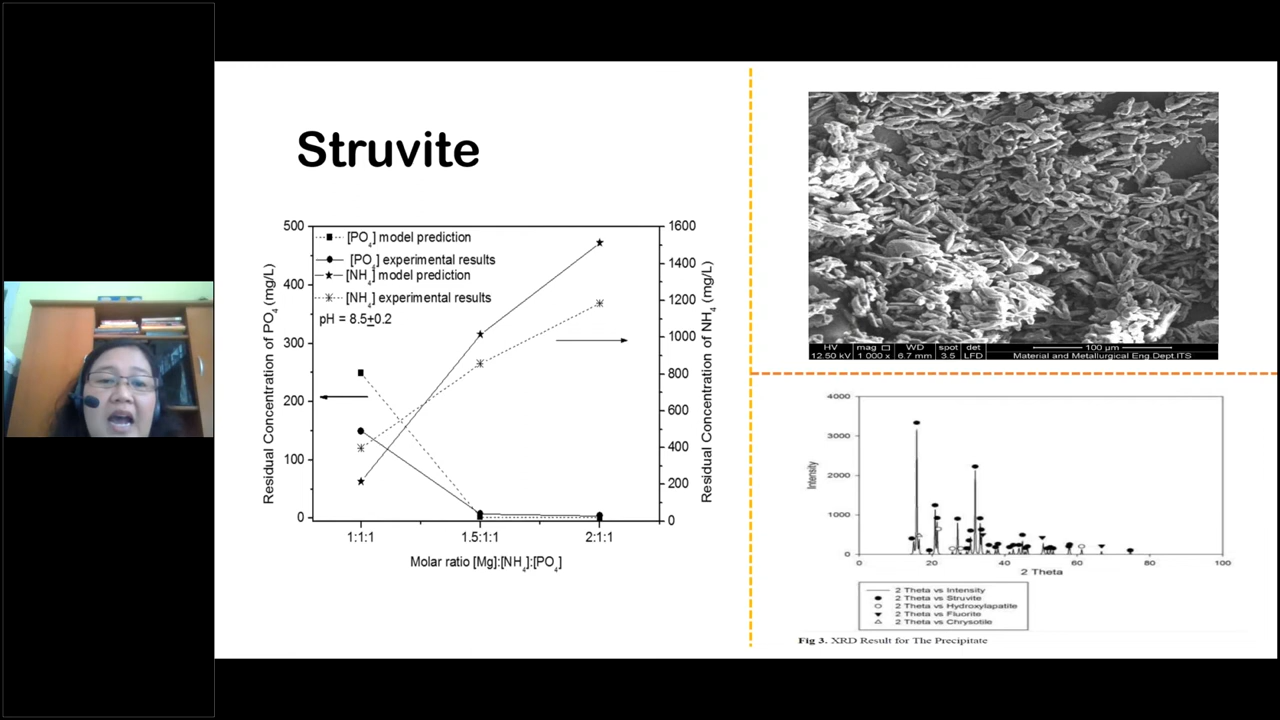 Struvite
500
400
300
200
100
0
Residual Concentration of PO4 (mg/L)
[PO4] model prediction
[PO4] experimental results
[NH4] model prediction
[NH4] experimental results
pH = 8.5±0.2
1600
1400
1200
1000
800
600
400
200
0
Residual Concentration of NH4 (mg/L)
1:1:1 1.5:1:1 2:1:1
Molar ratio [Mg]:[NH4]:[PO4]
HV mag WD spot det 100 µm
12.50 kV 1 000 x 6.7 mm 3.5 LFD Material and Metallurgical Eng.Dept.ITS
4000
3000
2000
1000
0
Intensity
0 20 40 60 80 100
2 Theta
2 Theta vs Intensity
2 Theta vs Struvite
2 Theta vs Hydroxylapatite
2 Theta vs Fluorite
2 Theta vs Chrysotile
Fig 3. XRD Result for The Precipitate